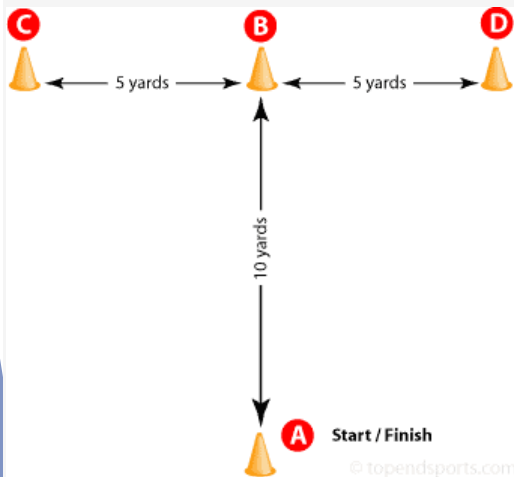 C B D
5 yards 5 yards
10 yards
A Start / Finish
© topendsports.com